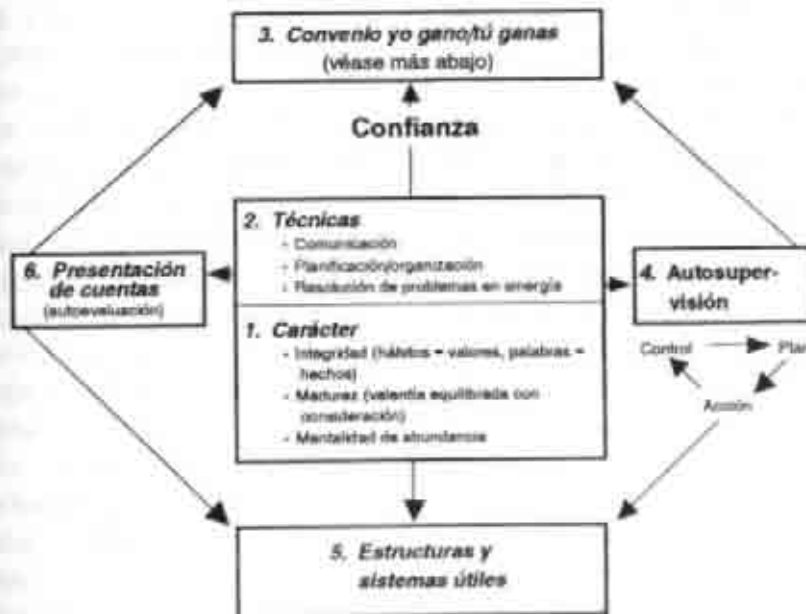 3. Convenio yo gano/tú ganas
(véase más abajo)
Confianza
2. Técnicas
- Comunicación
- Planificación/organización
- Resolución de problemas en energía
1. Carácter
- Integridad (hábitos = valores, palabras =
hechos)
- Madurez (valentía equilibrada con
consideración)
- Mentalidad de abundancia
6. Presentación
de cuentas
(autoevaluación)
4. Autosuper-
visión
Control
Plan
Acción
5. Estructuras y
sistemas útiles